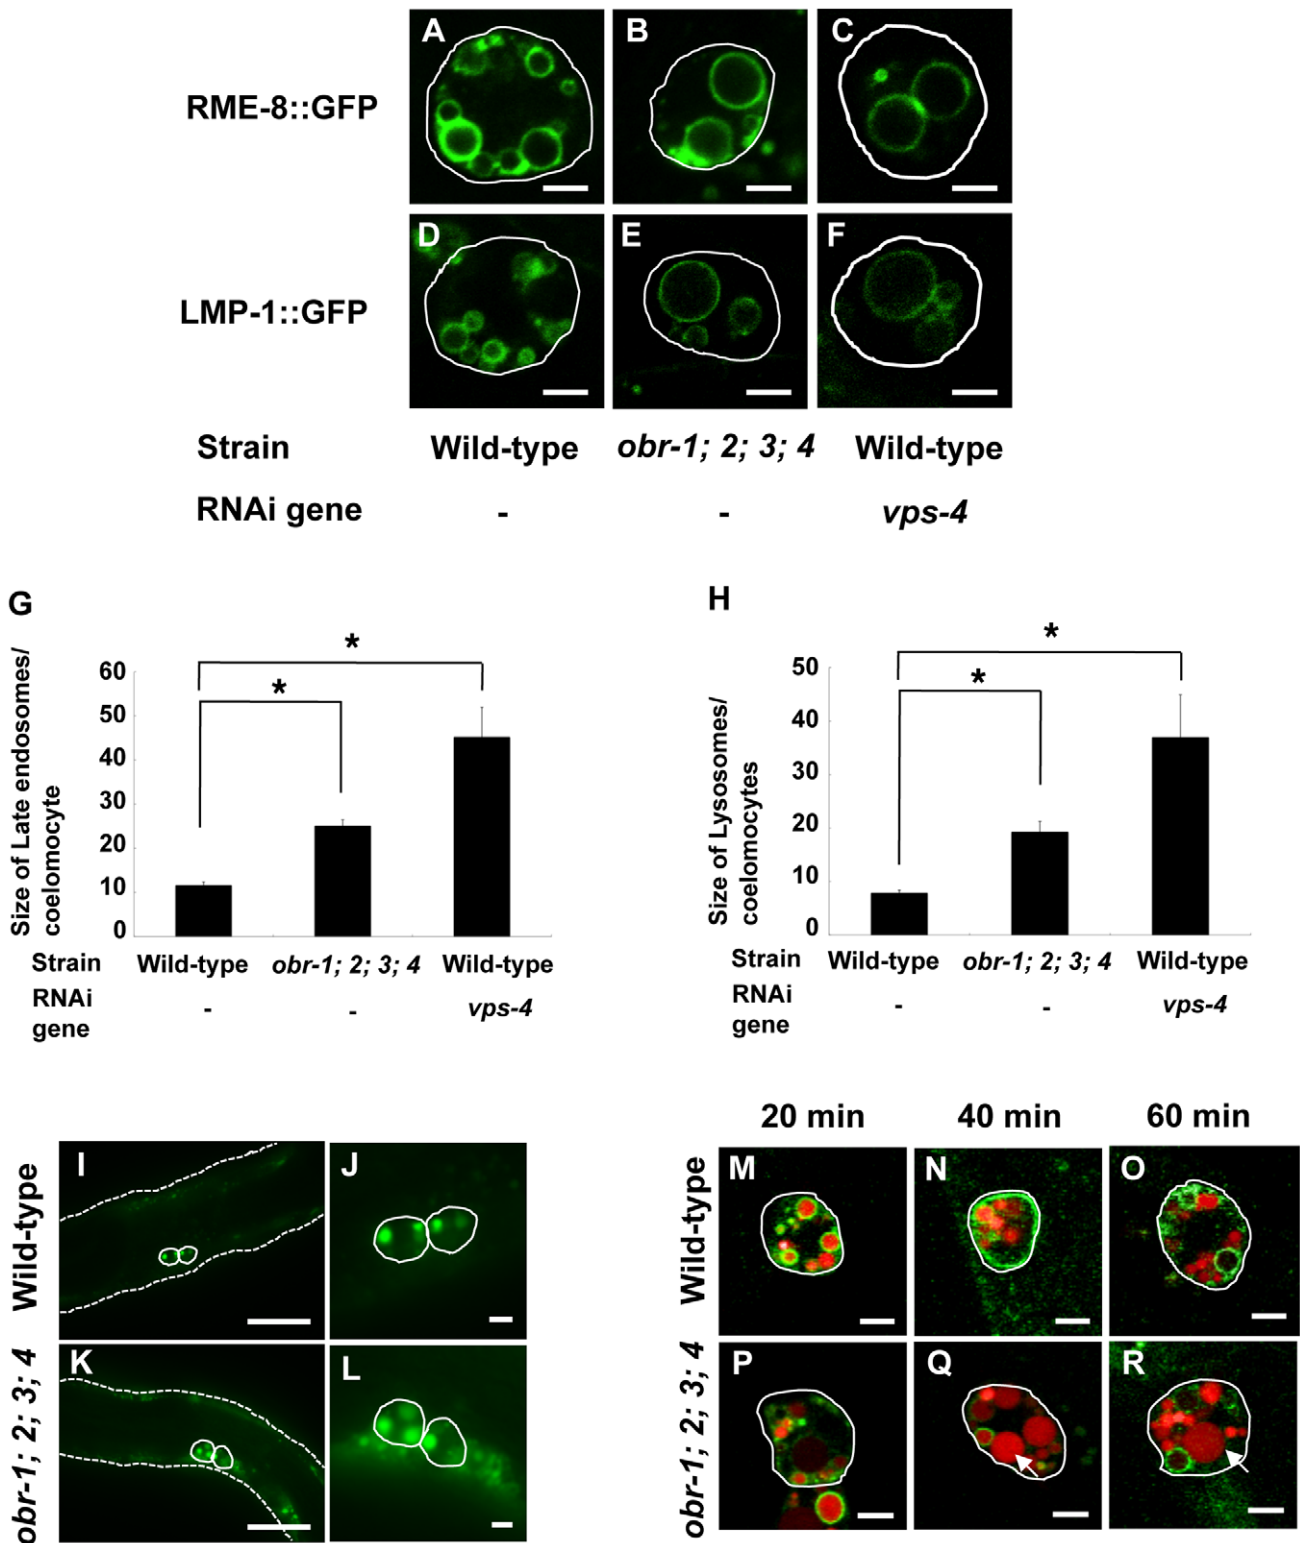 A B C
RME-8::GFP
D E F
LMP-1::GFP
Strain Wild-type obr-1; 2; 3; 4 Wild-type
RNAi gene - - vps-4
G
Size of Late endosomes/
coelomocyte
60
50
40
30
20
10
0
* *
Strain Wild-type obr-1; 2; 3; 4 Wild-type
RNAi
gene - - vps-4
H
Size of Lysosomes/
coelomocytes
50
40
30
20
10
0
* *
Strain Wild-type obr-1; 2; 3; 4 Wild-type
RNAi
gene - - vps-4
Wild-type
I J
obr-1; 2; 3; 4
K L
20 min 40 min 60 min
Wild-type
M N O
obr-1; 2; 3; 4
P Q R